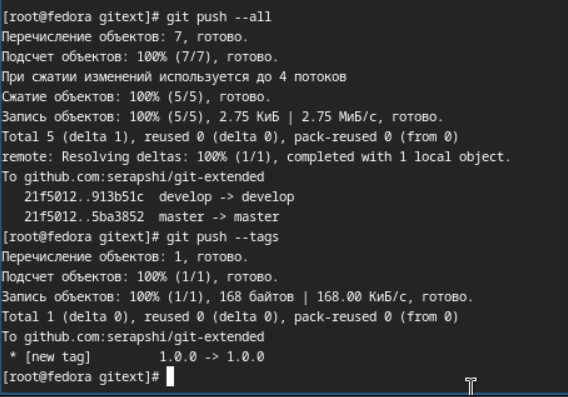 [root@fedora gitext]# git push --all
Перечисление объектов: 7, готово.
Подсчет объектов: 100% (7/7), готово.
При сжатии изменений используется до 4 потоков
Сжатие объектов: 100% (5/5), готово.
Запись объектов: 100% (5/5), 2.75 КиБ | 2.75 МиБ/с, готово.
Total 5 (delta 1), reused 0 (delta 0), pack-reused 0 (from 0)
remote: Resolving deltas: 100% (1/1), completed with 1 local object.
To github.com:serapshi/git-extended
   21f5012..913b51c  develop -> develop
   21f5012..5ba3852  master -> master
[root@fedora gitext]# git push --tags
Перечисление объектов: 1, готово.
Подсчет объектов: 100% (1/1), готово.
Запись объектов: 100% (1/1), 168 байтов | 168.00 КиБ/с, готово.
Total 1 (delta 0), reused 0 (delta 0), pack-reused 0 (from 0)
To github.com:serapshi/git-extended
 * [new tag]         1.0.0 -> 1.0.0
[root@fedora gitext]#